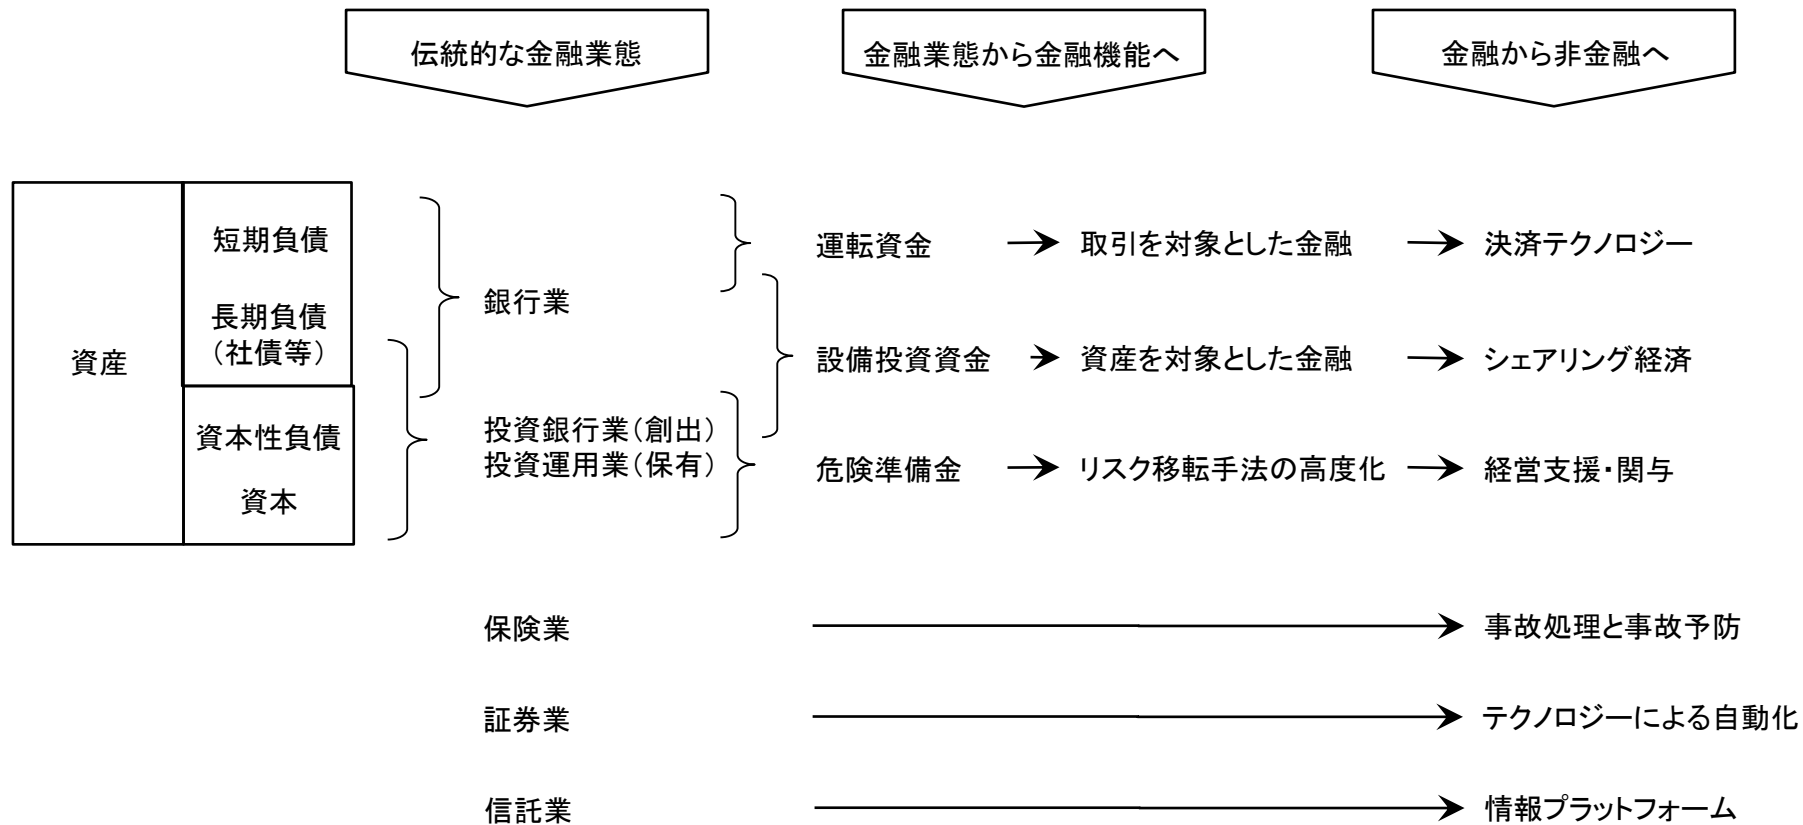 伝統的な金融業態
金融業態から金融機能へ
金融から非金融へ
資産
短期負債
長期負債
（社債等）
資本性負債
資本
銀行業
投資銀行業（創出）
投資運用業（保有）
運転資金
取引を対象とした金融
決済テクノロジー
設備投資資金
資産を対象とした金融
シェアリング経済
危険準備金
リスク移転手法の高度化
経営支援・関与
保険業
事故処理と事故予防
証券業
テクノロジーによる自動化
信託業
情報プラットフォーム